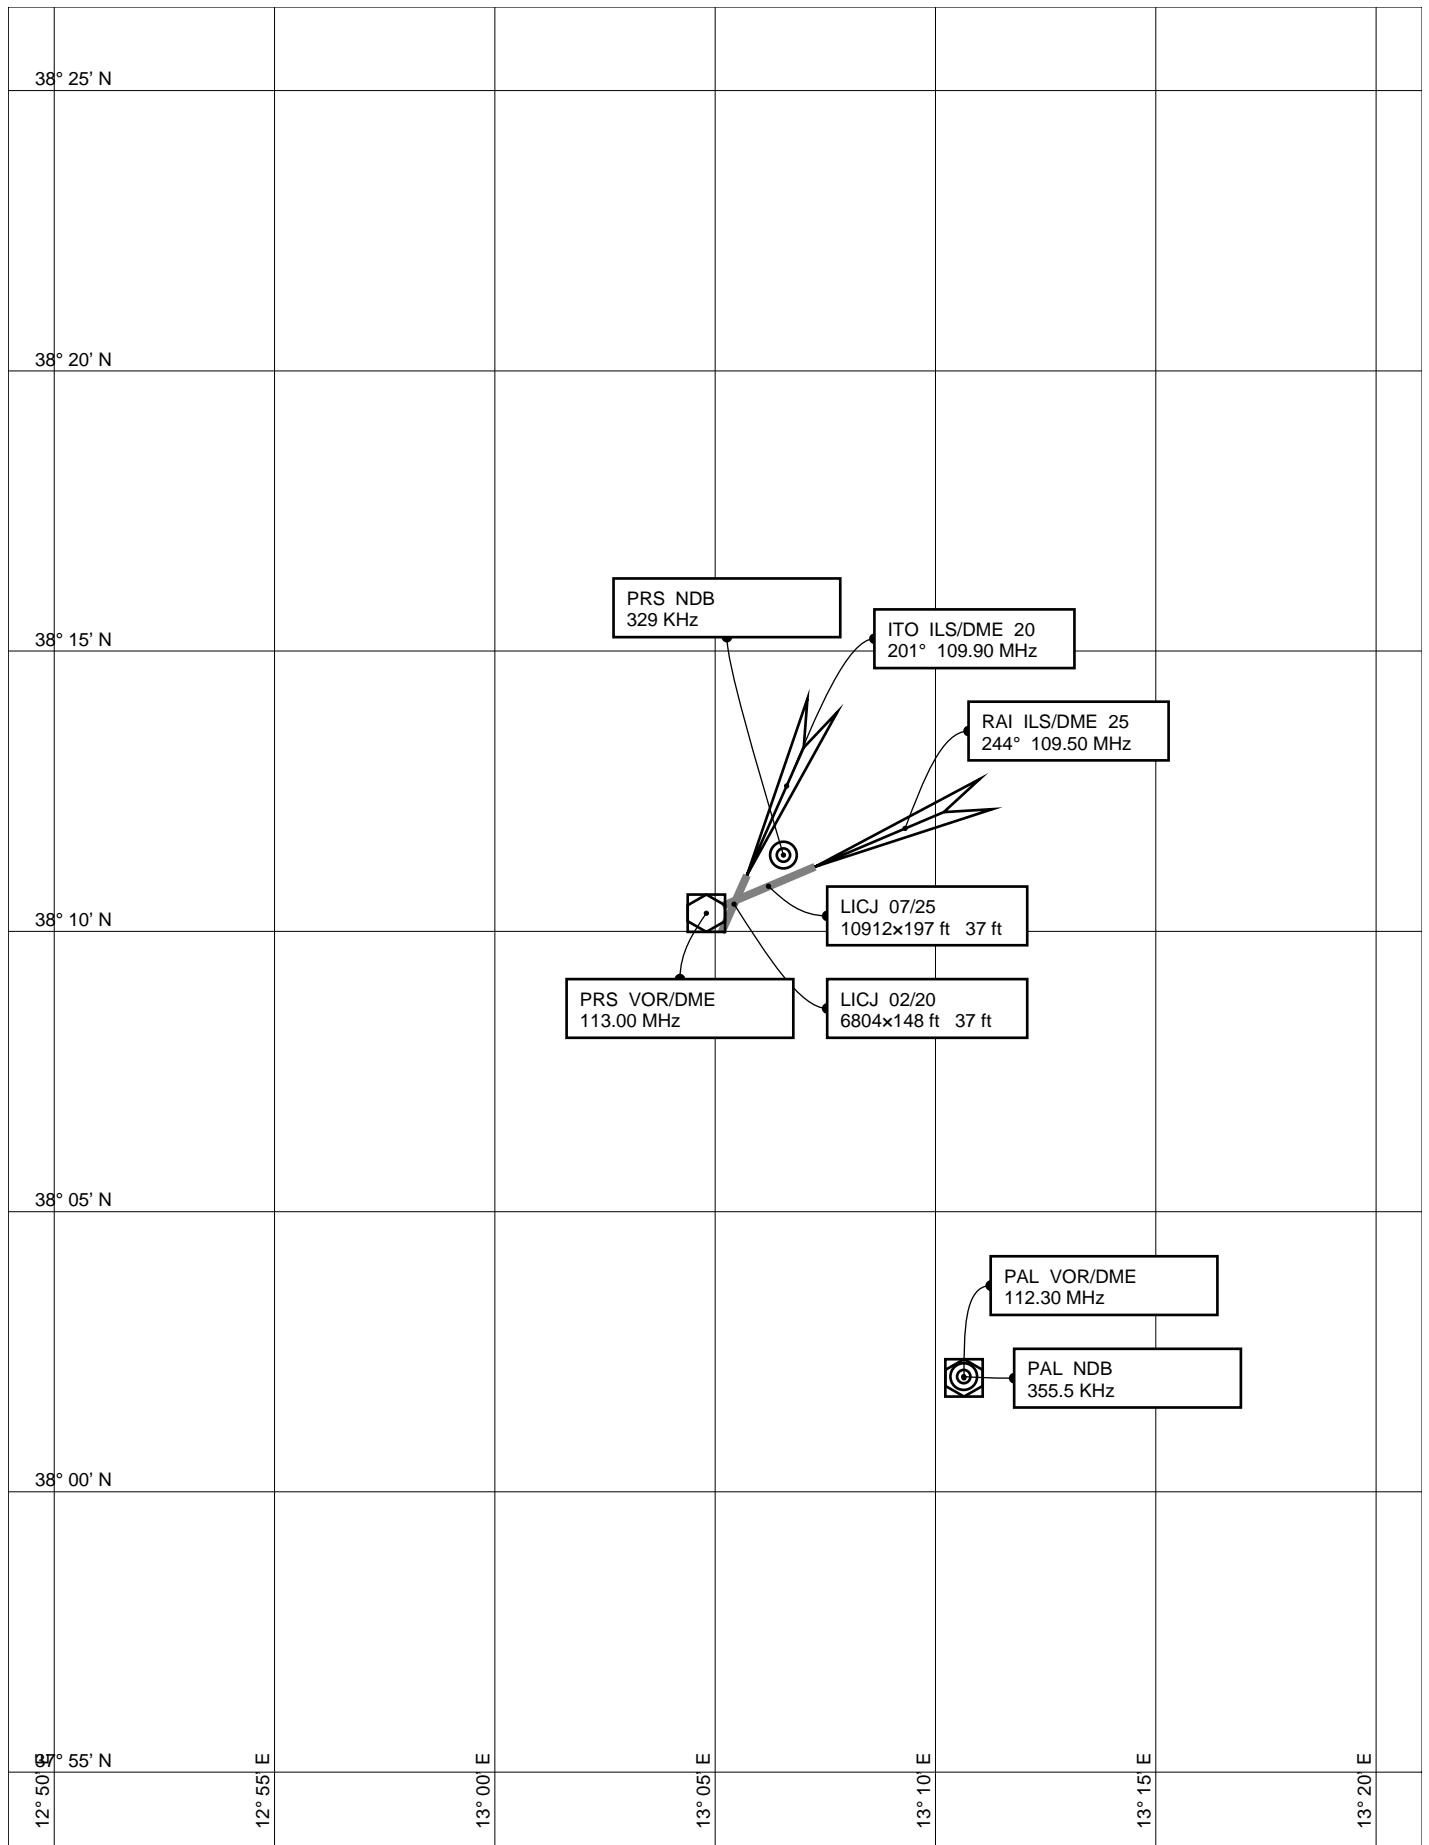 38° 25' N
38° 20' N
PRS NDB
329 KHz
38° 15' N
ITO ILS/DME 20
201° 109.90 MHz
RAI ILS/DME 25
244° 109.50 MHz
LICJ 07/25
10912×197 ft 37 ft
38° 10' N
PRS VOR/DME
113.00 MHz
LICJ 02/20
6804×148 ft 37 ft
38° 05' N
PAL VOR/DME
112.30 MHz
PAL NDB
355.5 KHz
38° 00' N
37° 55' N
12° 50' E
12° 55' E
13° 00' E
13° 05' E
13° 10' E
13° 15' E
13° 20' E